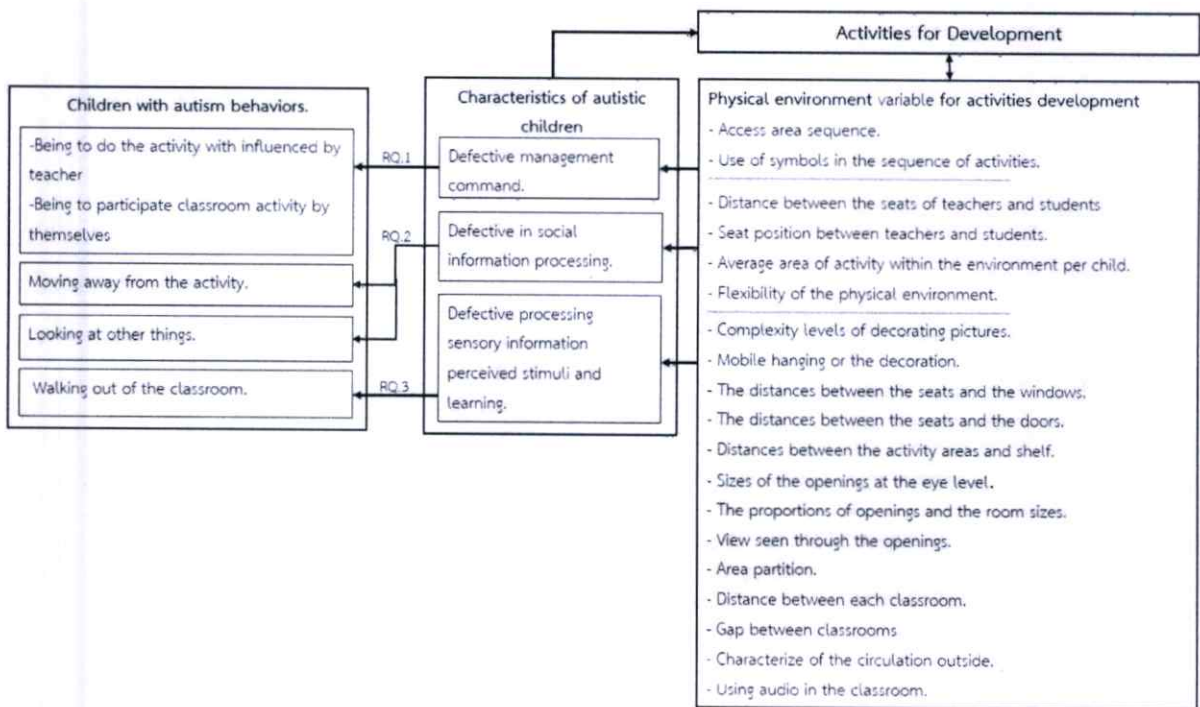 Activities for Development
Children with autism behaviors.
-Being to do the activity with influenced by
teacher
-Being to participate classroom activity by
themselves
Moving away from the activity.
Looking at other things.
Walking out of the classroom.
RQ.1
RQ.2
RQ.3
Characteristics of autistic
children
Defective management
command.
Defective in social
information processing.
Defective processing
sensory information
perceived stimuli and
learning.
Physical environment variable for activities development
- Access area sequence.
- Use of symbols in the sequence of activities.
- Distance between the seats of teachers and students
- Seat position between teachers and students.
- Average area of activity within the environment per child.
- Flexibility of the physical environment.
- Complexity levels of decorating pictures.
- Mobile hanging or the decoration.
- The distances between the seats and the windows.
- The distances between the seats and the doors.
- Distances between the activity areas and shelf.
- Sizes of the openings at the eye level.
- The proportions of openings and the room sizes.
- View seen through the openings.
- Area partition.
- Distance between each classroom.
- Gap between classrooms
- Characterize of the circulation outside.
- Using audio in the classroom.